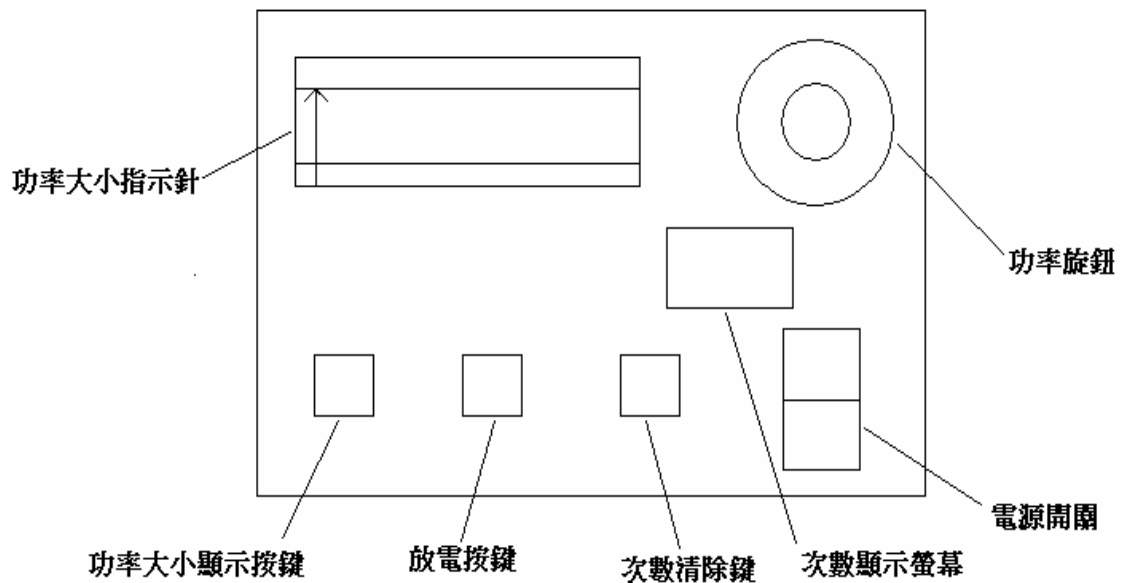 功率大小指示針
功率旋鈕
電源開關
功率大小顯示按鍵
放電按鍵
次數清除鍵
次數顯示螢幕